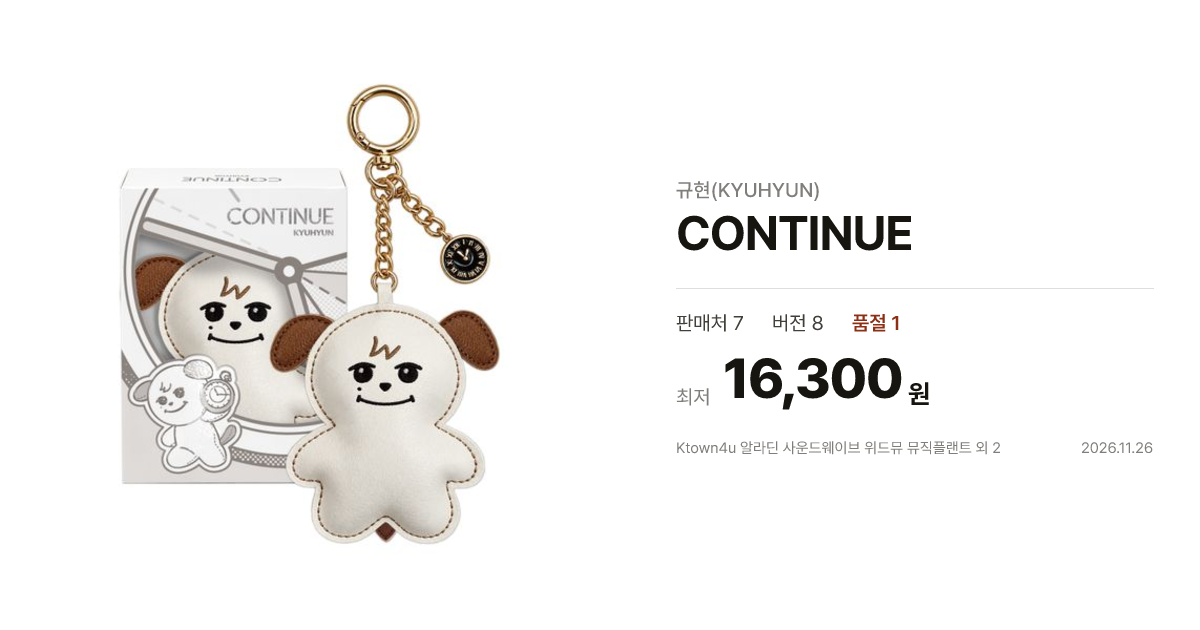 CONTINUE
CONTINUE
KYUHYUN
규현(KYUHYUN)
CONTINUE
판매처 7 버전 8 품절 1
최저 16,300 원
Ktown4u 알라딘 사운드웨이브 위드뮤 뮤직플랜트 외 2 2026.11.26